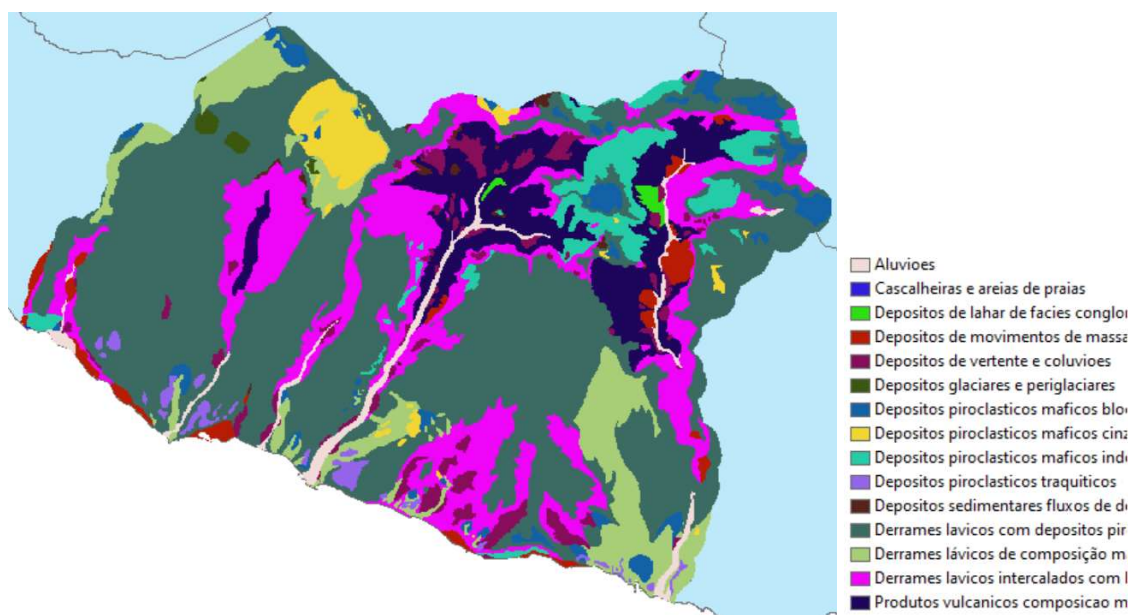 Aluvioes
Cascalheiras e areias de praias
Depositos de lahar de facies conglor
Depositos de movimentos de massa
Depositos de vertente e coluvioes
Depositos glaciares e periglaciares
Depositos piroclasticos maficos blo
Depositos piroclasticos maficos cinz
Depositos piroclasticos maficos inde
Depositos piroclasticos traquiticos
Depositos sedimentares fluxos de de
Derrames lavicos com depositos pir
Derrames lávicos de composição ma
Derrames lavicos intercalados com l
Produtos vulcanicos composicao m